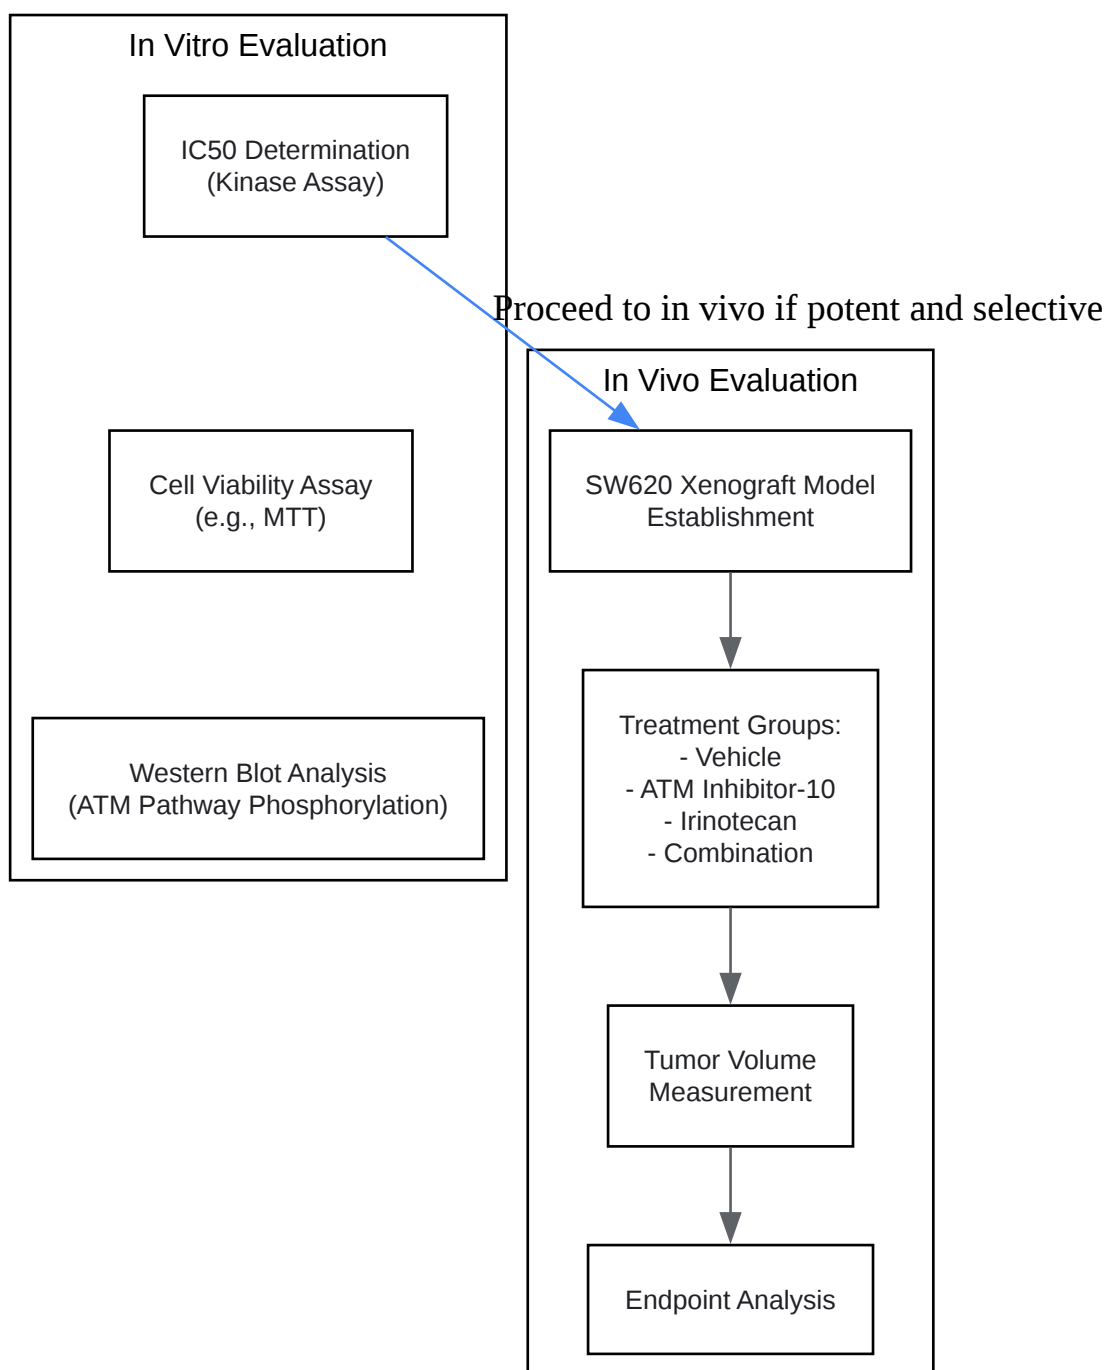 In Vitro Evaluation
IC50 Determination
(Kinase Assay)
Proceed to in vivo if potent and selective
In Vivo Evaluation
Cell Viability Assay
(e.g., MTT)
SW620 Xenograft Model
Establishment
Western Blot Analysis
(ATM Pathway Phosphorylation)
Treatment Groups:
- Vehicle
- ATM Inhibitor-10
- Irinotecan
- Combination
Tumor Volume
Measurement
Endpoint Analysis